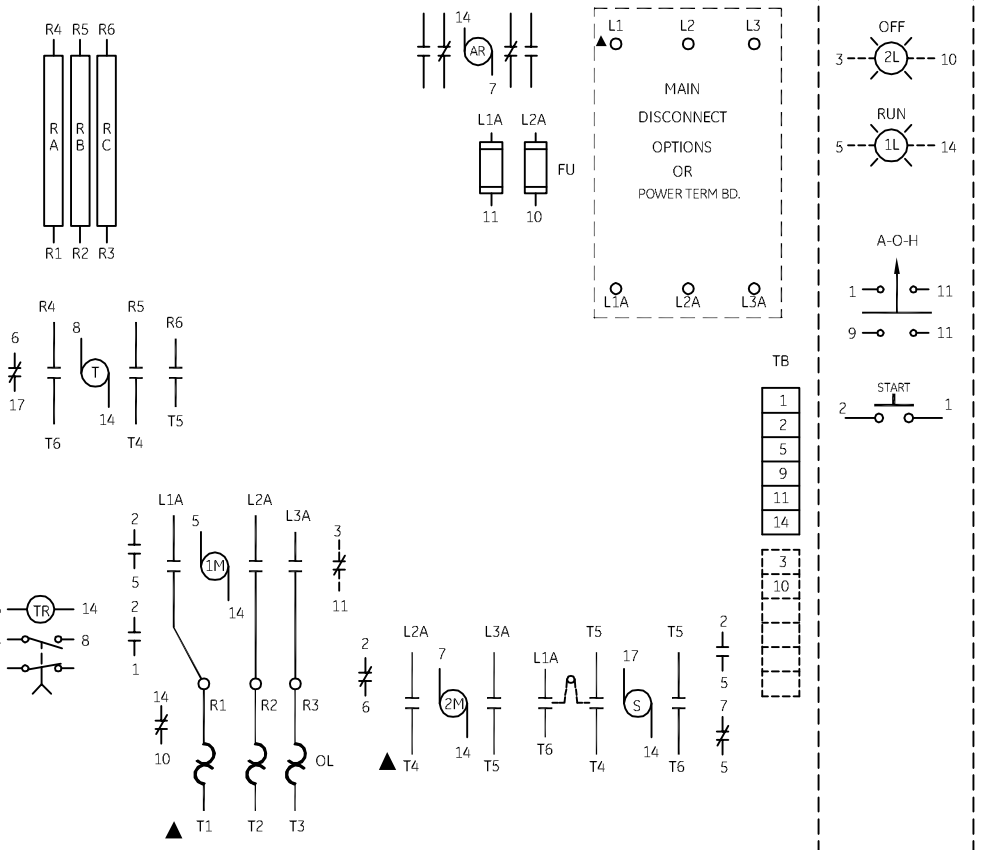 R4 R5 R6
R A
R B
R C
R1 R2 R3
14
AR
7
L1A L2A
FU
11 10
L1 L2 L3
MAIN
DISCONNECT
OPTIONS
OR
POWER TERM BD.
L1A L2A L3A
OFF
3 2L 10
RUN
5 1L 14
A-O-H
1 11
9 11
START
2 1
R4 R5
R6
6 8
T
17 14
T6 T4 T5
TB
1
2
5
9
11
14
3
10
L1A L2A
L3A
2 5 3
1M
5 14 11
2
1
TR 14
8
14
10
R1 R2 R3
OL
T1 T2 T3
2
6
L2A L3A T5 T5
7 L1A 17
2M S
14 T6 14
T4 T5 T4 T6
2
5
7
5